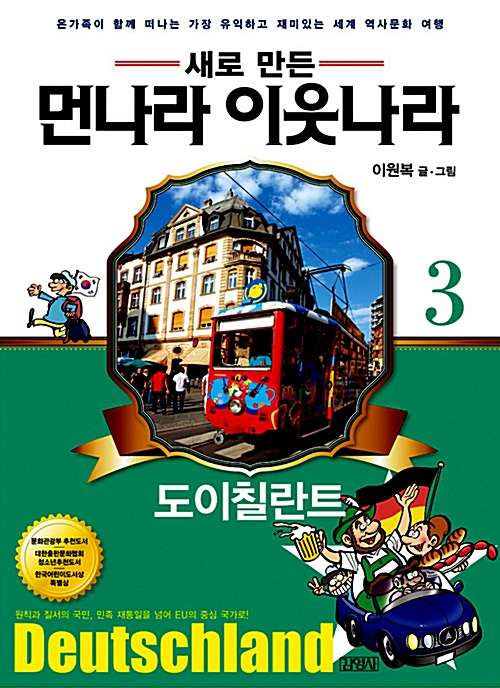 온가족이 함께 떠나는 가장 유익하고 재미있는 세계 역사문화 여행
새로 만든
먼나라 이웃나라
이원복 글·그림
3
도이칠란트
문화관광부 추천도서
대한출판문화협회
청소년추천도서
한국어린이도서상
특별상
원칙과 질서의 국민, 민족 재통일을 넘어 EU의 중심 국가로!
Deutschland
김영사